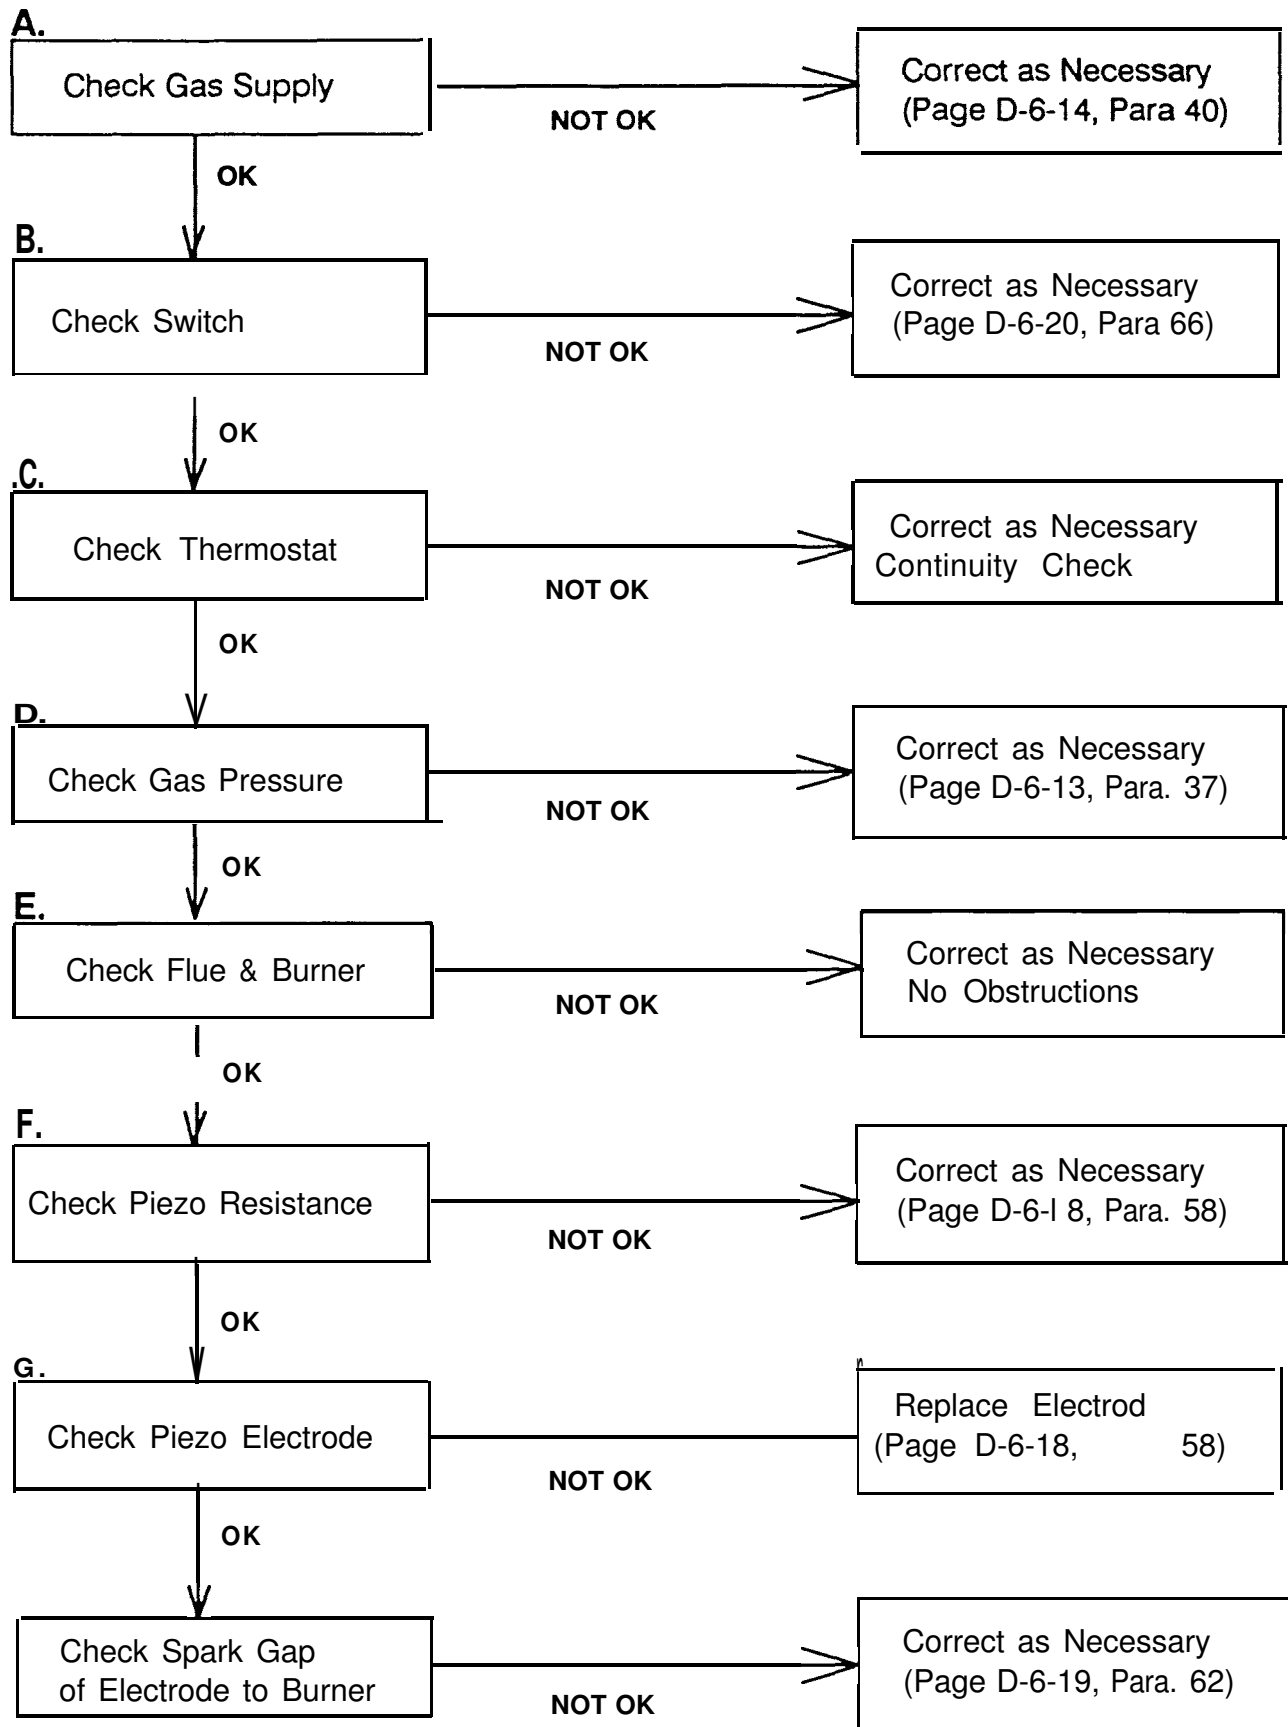 A.
Check Gas Supply
NOT OK
Correct as Necessary
(Page D-6-14, Para 40)
OK
B.
Check Switch
NOT OK
Correct as Necessary
(Page D-6-20, Para 66)
OK
.C.
Check Thermostat
NOT OK
Correct as Necessary
Continuity Check
OK
D.
Check Gas Pressure
NOT OK
Correct as Necessary
(Page D-6-13, Para. 37)
OK
E.
Check Flue & Burner
NOT OK
Correct as Necessary
No Obstructions
OK
F.
Check Piezo Resistance
NOT OK
Correct as Necessary
(Page D-6-I 8, Para. 58)
OK
G.
Check Piezo Electrode
NOT OK
Replace Electrod
(Page D-6-18, 58)
OK
Check Spark Gap
of Electrode to Burner
NOT OK
Correct as Necessary
(Page D-6-19, Para. 62)